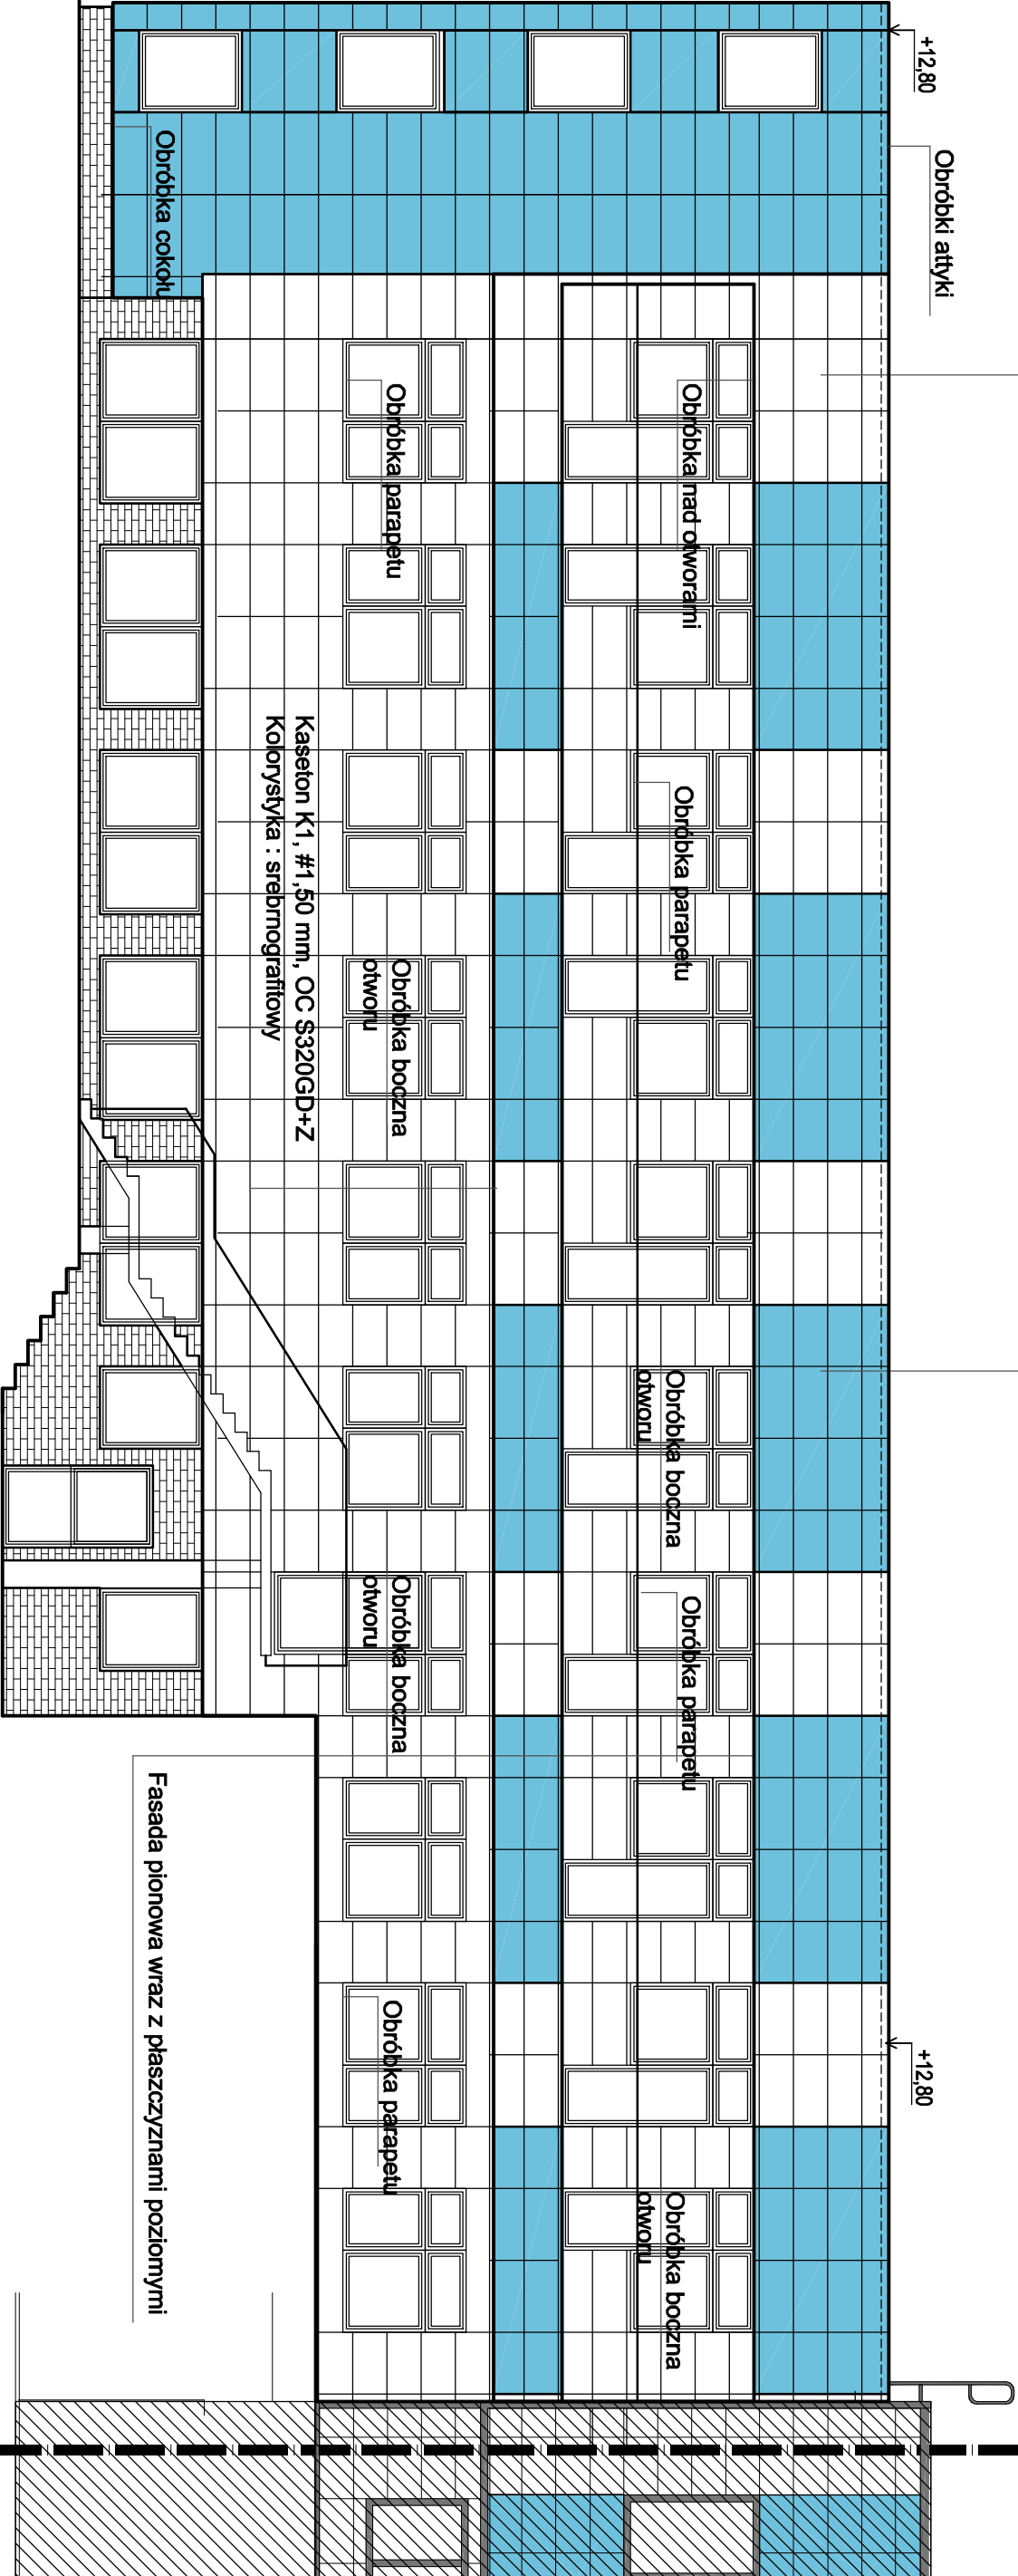 +12,80
Obróbki attyki
Obróbka cokołu
Obróbka nad otworami
Obróbka parapetu
Obróbka parapetu
Kaseton K1, #1,50 mm, OC S320GD+Z
Kolorystyka : srebrnografitowy
Obróbka boczna
otworu
Obróbka boczna
otworu
Obróbka boczna
otworu
Obróbka parapetu
Fasada pionowa wraz z płaszczyznami poziomymi
Obróbka parapetu
+12,80
Obróbka boczna
otworu